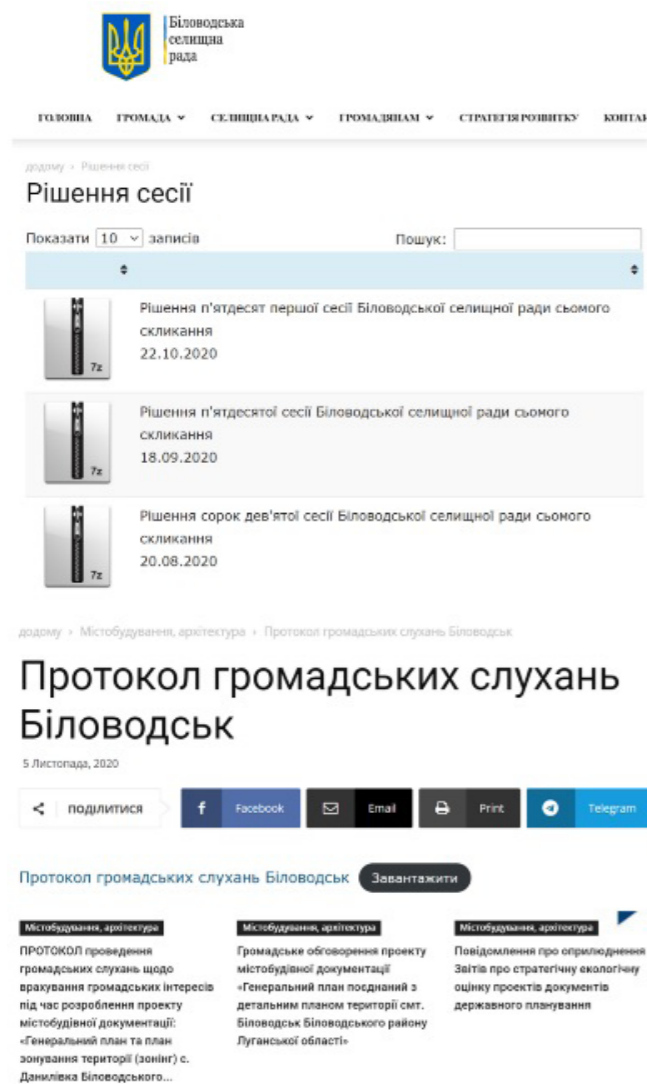 Біловодська
селищна
рада
ГОЛОВНА ГРОМАДА СЕЛИЩНА РАДА ГРОМАДЯНАМ СТРАТЕГІЯ РОЗВИТКУ КОНТАК
додому › Рішення сесії
Рішення сесії
Показати 10 записів Пошук:
Рішення п'ятдесят першої сесії Біловодської селищної ради сьомого
скликання
22.10.2020
7z
Рішення п'ятдесятої сесії Біловодської селищної ради сьомого
скликання
18.09.2020
7z
Рішення сорок дев'ятої сесії Біловодської селищної ради сьомого
скликання
20.08.2020
7z
додому › Містобудування, архітектура › Протокол громадських слухань Біловодськ
Протокол громадських слухань
Біловодськ
5 Листопада, 2020
ПОДІЛИТИСЯ Facebook Email Print Telegram
Протокол громадських слухань Біловодськ Завантажити
Містобудування, архітектура
ПРОТОКОЛ проведення
громадських слухань щодо
врахування громадських інтересів
під час розроблення проекту
містобудівної документації:
«Генеральний план та план
зонування території (зонінг) с.
Данилівка Біловодського...
Містобудування, архітектура
Громадське обговорення проекту
містобудівної документації
«Генеральний план поєднаний з
детальним планом території смт.
Біловодськ Біловодського району
Луганської області»
Містобудування, архітектура
Повідомлення про оприлюднення
Звітів про стратегічну екологічну
оцінку проектів документів
державного планування